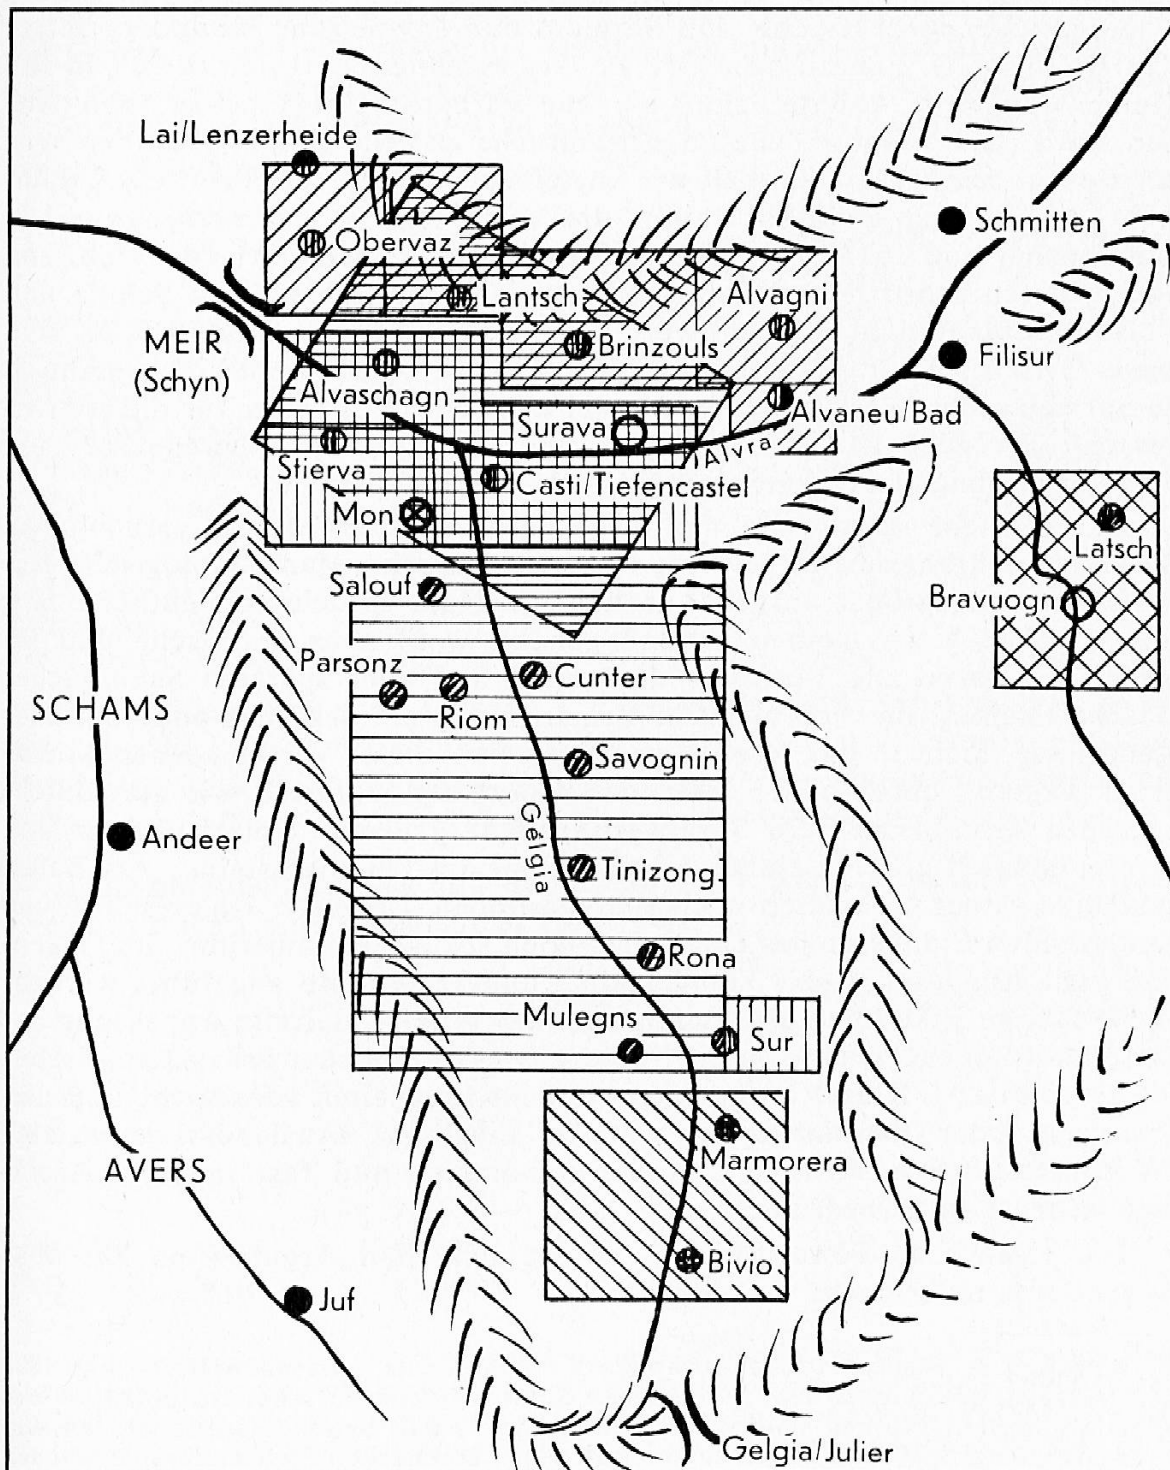 Lai/Lenzerheide
Schmitten
Obervaz
Lantsch
Alvagni
MEIR
(Schyn)
Brinzouls
Filisur
Alvaschagn
Surava
Alvaneu/Bad
Alvra
Stierva
Casti/Tiefencastel
Mon
Latsch
Salouf
Bravuogn
Parsonz
Cunter
Riom
SCHAMS
Savognin
Andeer
Gélgia
Tinizong
Rona
Mulegns
Sur
AVERS
Marmorera
Bivio
Juf
Gelgia/Julier